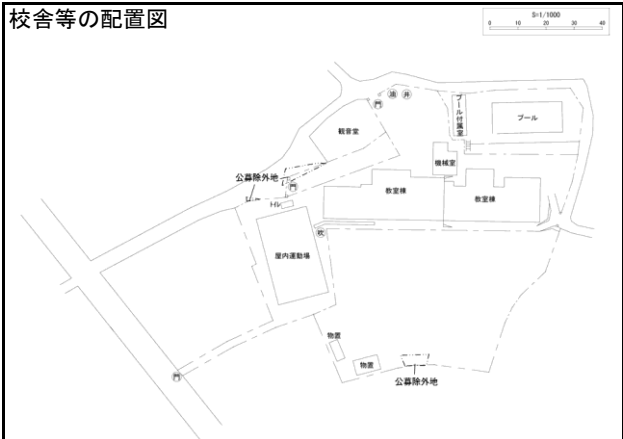 校舎等の配置図
S=1/1000
0 10 20 30 40
門
井
プール付属室
プール
観音堂
機械室
公募除外地
門
教室棟
教室棟
トイレ
屋内運動場
物置
物置
門
公募除外地